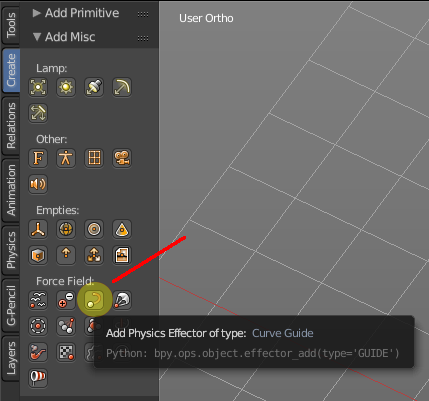 Tools
Create
Relations
Animation
Physics
G-Pencil
Layers
Add Primitive
Add Misc
Lamp:
Other:
F
Empties:
Force Field:
User Ortho
Add Physics Effector of type: Curve Guide
Python: bpy.ops.object.effector_add(type='GUIDE')